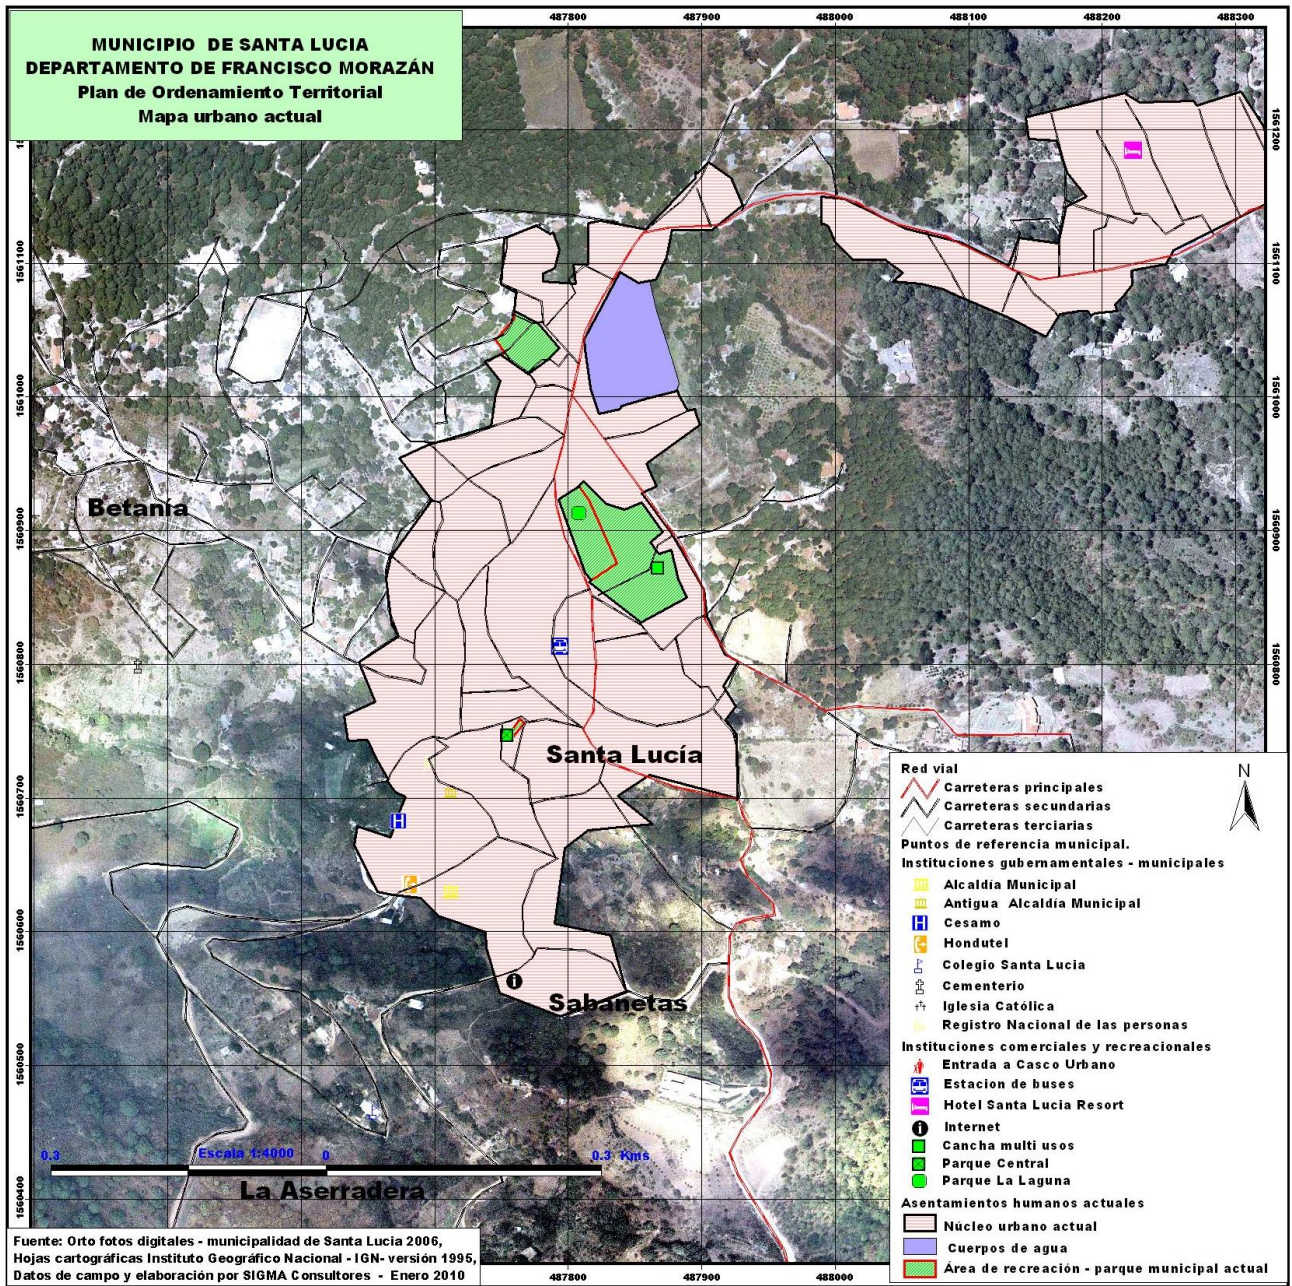 487800 487900 488000 488100 488200 488300
MUNICIPIO DE SANTA LUCIA
DEPARTAMENTO DE FRANCISCO MORAZÁN
Plan de Ordenamiento Territorial
Mapa urbano actual
1561200
1561100
1561100
1561000
1561000
Betanía
1560900
1560900
1560800
1560800
Santa Lucía
1560700
1560600
Sabanetas
1560500
0.3 Escala 1:4000 0 0.3 Kms
La Aserradera
1560400
Red vial
N
Carreteras principales
Carreteras secundarias
Carreteras terciarias
Puntos de referencia municipal.
Instituciones gubernamentales - municipales
Alcaldía Municipal
Antigua Alcaldía Municipal
Cesamo
Hondutel
Colegio Santa Lucia
Cementerio
Iglesia Católica
Registro Nacional de las personas
Instituciones comerciales y recreacionales
Entrada a Casco Urbano
Estacion de buses
Hotel Santa Lucia Resort
Internet
Cancha multi usos
Parque Central
Parque La Laguna
Asentamientos humanos actuales
Núcleo urbano actual
Cuerpos de agua
Área de recreación - parque municipal actual
Fuente: Orto fotos digitales - municipalidad de Santa Lucia 2006,
Hojas cartográficas Instituto Geográfico Nacional - IGN- versión 1995,
Datos de campo y elaboración por SIGMA Consultores - Enero 2010
487800 487900 488000